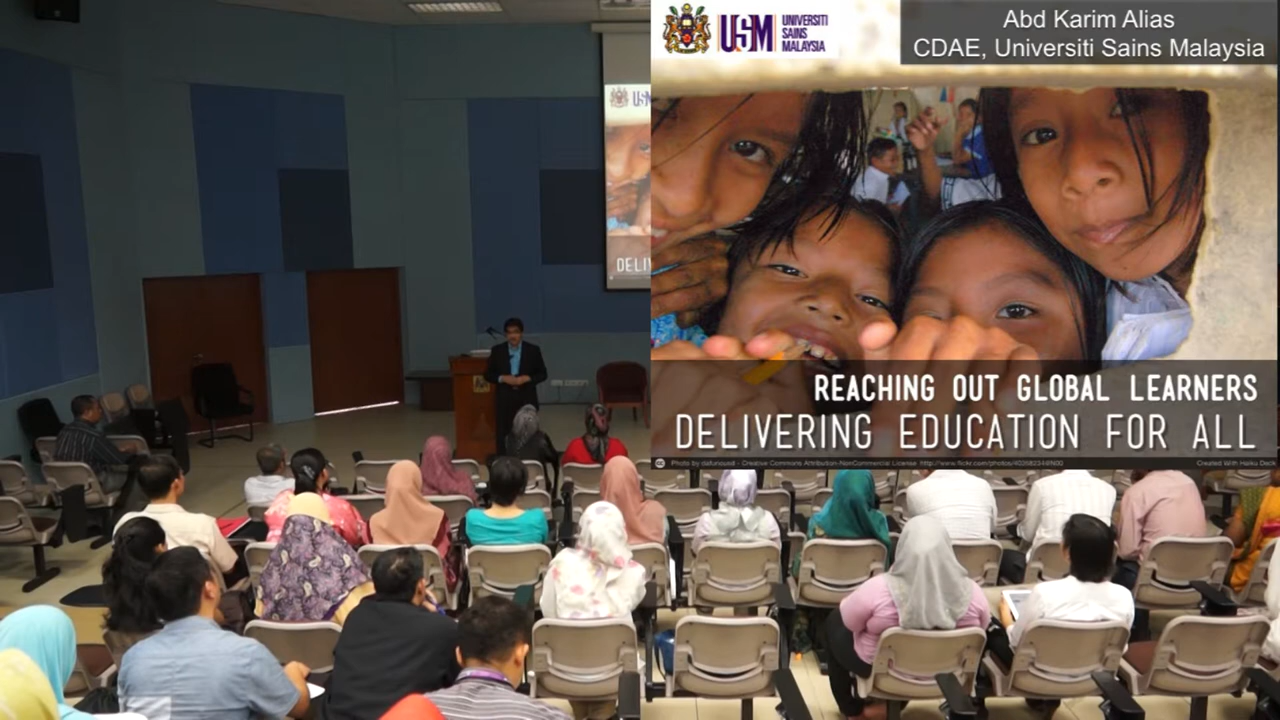 USM
UNIVERSITI
SAINS
MALAYSIA
Abd Karim Alias
CDAE, Universiti Sains Malaysia
REACHING OUT GLOBAL LEARNERS
DELIVERING EDUCATION FOR ALL
Created With Haiku Deck